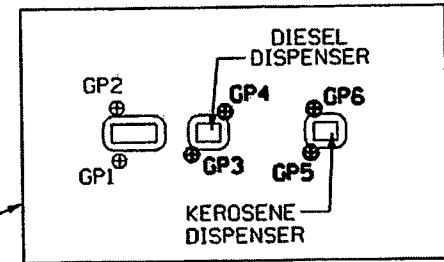 DIESEL
DISPENSER
GP2
GP4
GP6
GP1
GP3
GP5
KEROSENE
DISPENSER